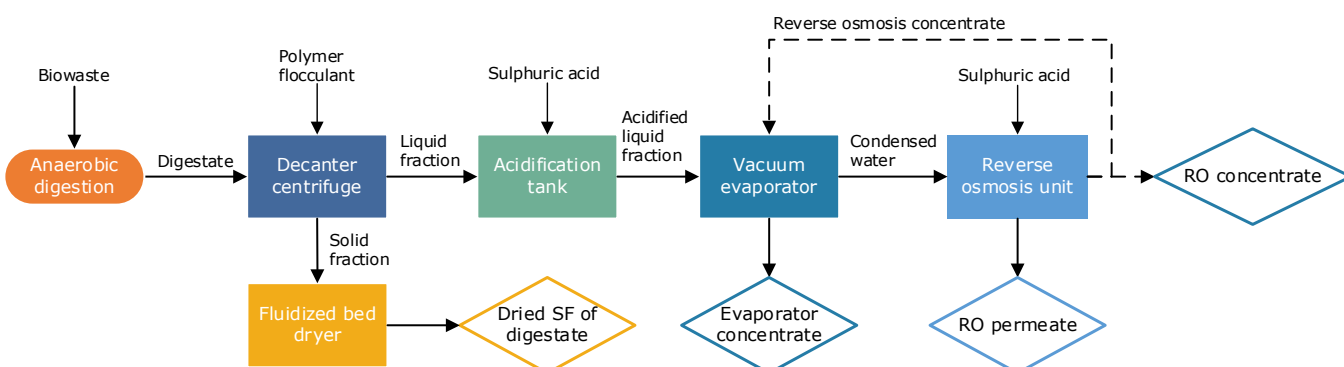 Reverse osmosis concentrate
Biowaste
Polymer
flocculant
Sulphuric acid
Sulphuric acid
Anaerobic
digestion
Digestate
Decanter
centrifuge
Liquid
fraction
Acidification
tank
Acidified
liquid
fraction
Vacuum
evaporator
Condensed
water
Reverse
osmosis unit
RO concentrate
Solid
fraction
Fluidized bed
dryer
Dried SF of
digestate
Evaporator
concentrate
RO permeate